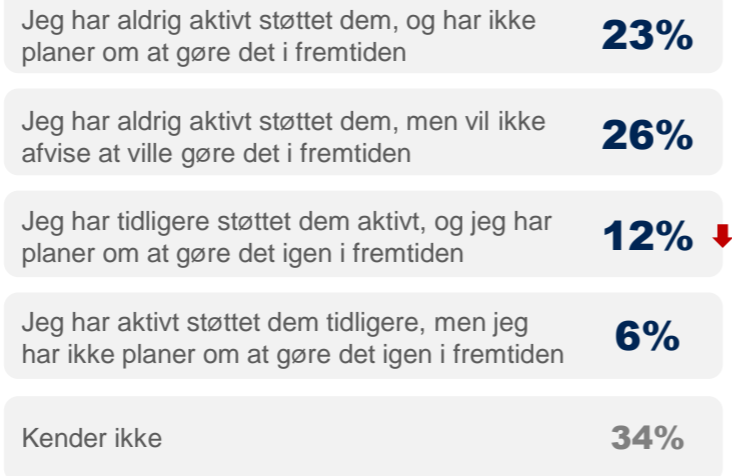 Jeg har aldrig aktivt støttet dem, og har ikke
planer om at gøre det i fremtiden
23%
Jeg har aldrig aktivt støttet dem, men vil ikke
afvise at ville gøre det i fremtiden
26%
Jeg har tidligere støttet dem aktivt, og jeg har
planer om at gøre det igen i fremtiden
12%
Jeg har aktivt støttet dem tidligere, men jeg
har ikke planer om at gøre det igen i fremtiden
6%
Kender ikke
34%